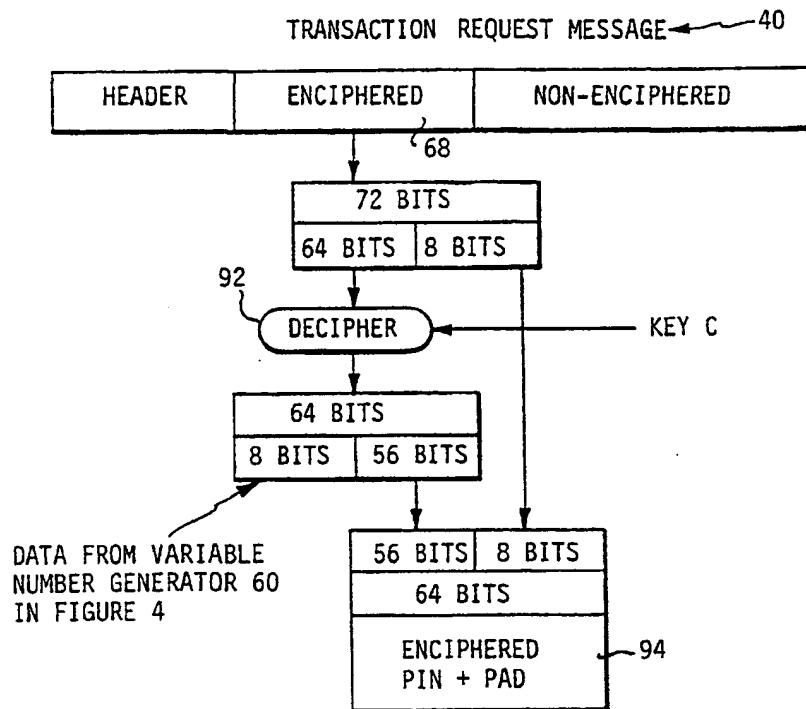 TRANSACTION REQUEST MESSAGE 40
HEADER ENCIPHERED NON-ENCIPHERED
68
72 BITS
64 BITS 8 BITS
92
DECIPHER KEY C
64 BITS
8 BITS 56 BITS
DATA FROM VARIABLE
NUMBER GENERATOR 60
IN FIGURE 4
56 BITS 8 BITS
64 BITS
ENCIPHERED
PIN + PAD
94